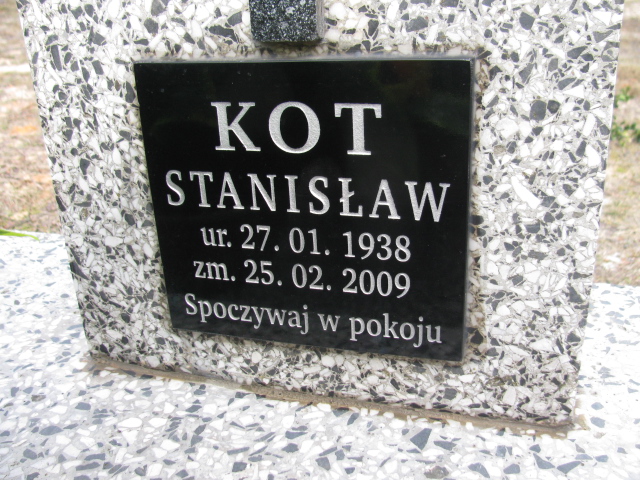 KOT
STANISŁAW
ur. 27. 01. 1938
zm. 25. 02. 2009
Spoczywaj w pokoju